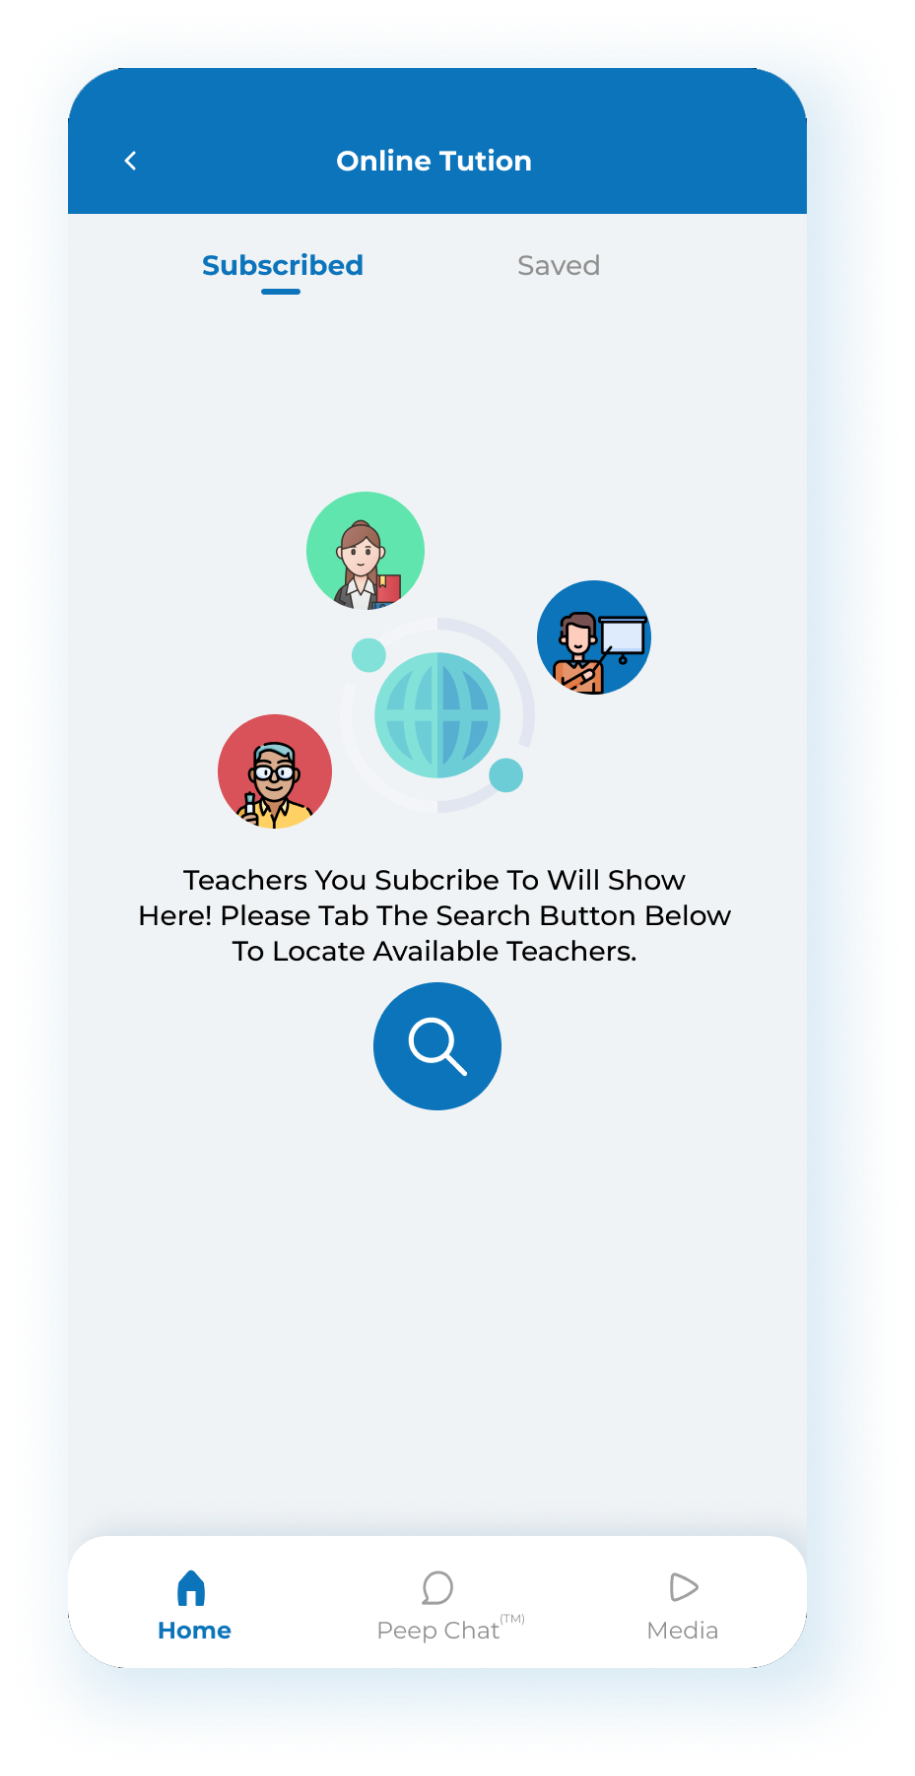 Online Tution
Subscribed
Saved
Teachers You Subcribe To Will Show
Here! Please Tab The Search Button Below
To Locate Available Teachers.
Home
Peep Chat(TM)
Media